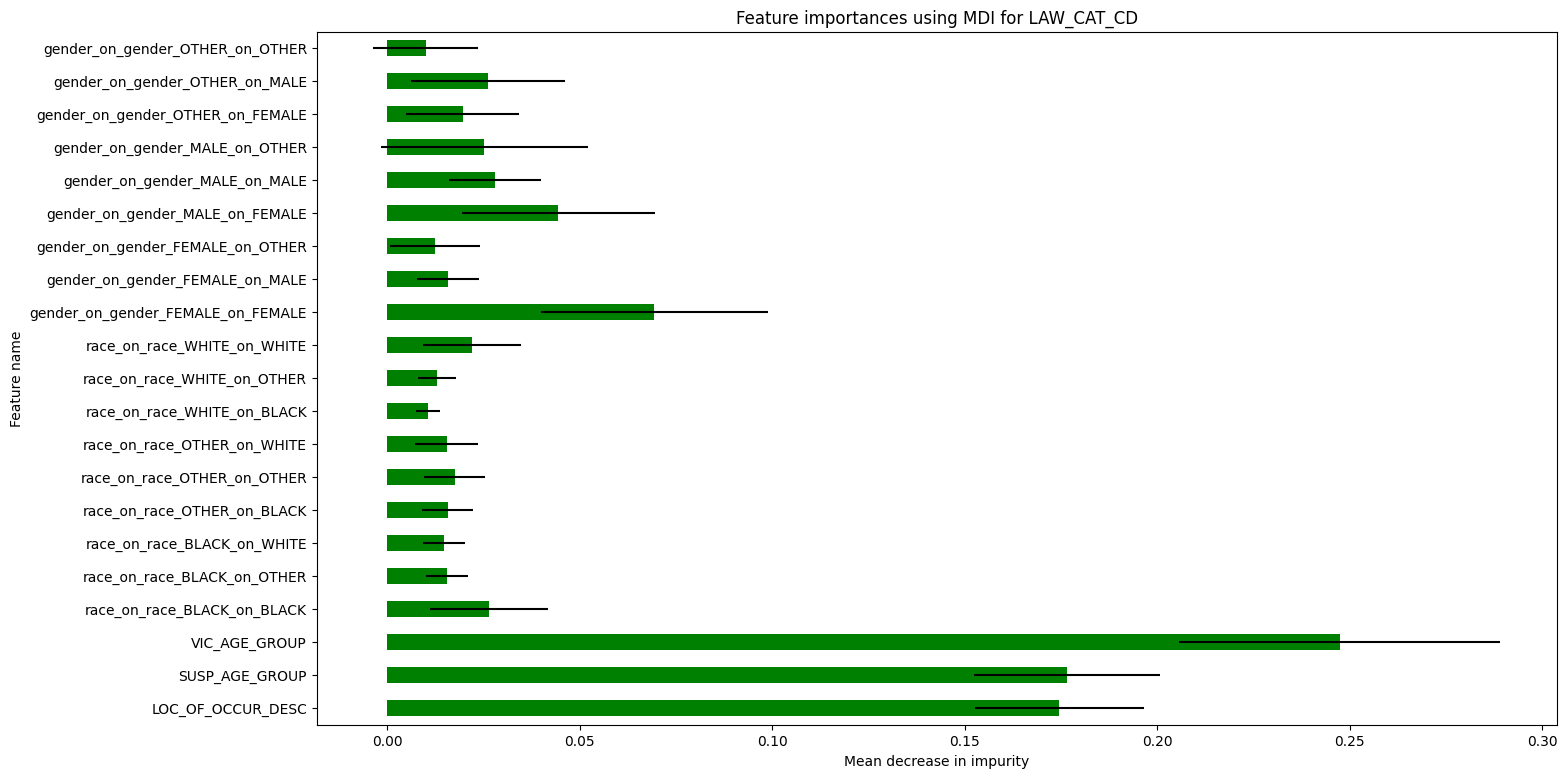 Feature importances using MDI for LAW_CAT_CD
Feature name
gender_on_gender_OTHER_on_OTHER
gender_on_gender_OTHER_on_MALE
gender_on_gender_OTHER_on_FEMALE
gender_on_gender_MALE_on_OTHER
gender_on_gender_MALE_on_MALE
gender_on_gender_MALE_on_FEMALE
gender_on_gender_FEMALE_on_OTHER
gender_on_gender_FEMALE_on_MALE
gender_on_gender_FEMALE_on_FEMALE
race_on_race_WHITE_on_WHITE
race_on_race_WHITE_on_OTHER
race_on_race_WHITE_on_BLACK
race_on_race_OTHER_on_WHITE
race_on_race_OTHER_on_OTHER
race_on_race_OTHER_on_BLACK
race_on_race_BLACK_on_WHITE
race_on_race_BLACK_on_OTHER
race_on_race_BLACK_on_BLACK
VIC_AGE_GROUP
SUSP_AGE_GROUP
LOC_OF_OCCUR_DESC
0.00 0.05 0.10 0.15 0.20 0.25 0.30
Mean decrease in impurity